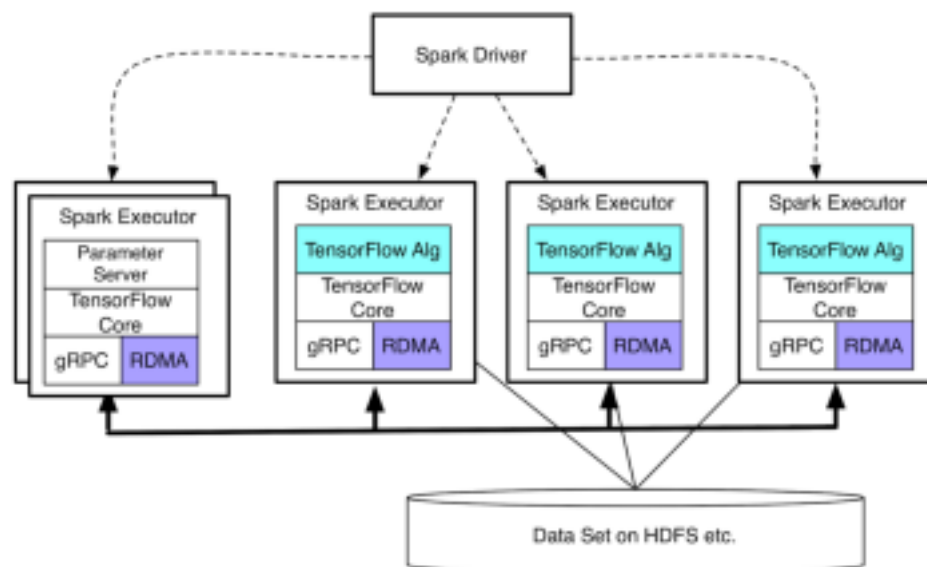 Spark Driver
Spark Executor
Parameter
Server
TensorFlow
Core
gRPC
RDMA
Spark Executor
TensorFlow Alg
TensorFlow
Core
gRPC
RDMA
Spark Executor
TensorFlow Alg
TensorFlow
Core
gRPC
RDMA
Spark Executor
TensorFlow Alg
TensorFlow
Core
gRPC
RDMA
Data Set on HDFS etc.